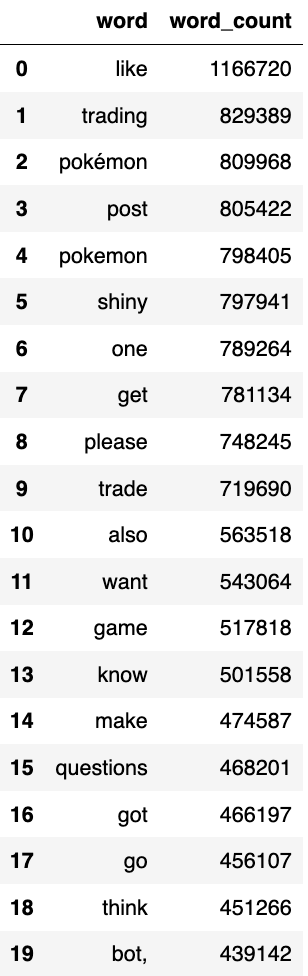 word word_count
0 like 1166720
1 trading 829389
2 pokémon 809968
3 post 805422
4 pokemon 798405
5 shiny 797941
6 one 789264
7 get 781134
8 please 748245
9 trade 719690
10 also 563518
11 want 543064
12 game 517818
13 know 501558
14 make 474587
15 questions 468201
16 got 466197
17 go 456107
18 think 451266
19 bot, 439142